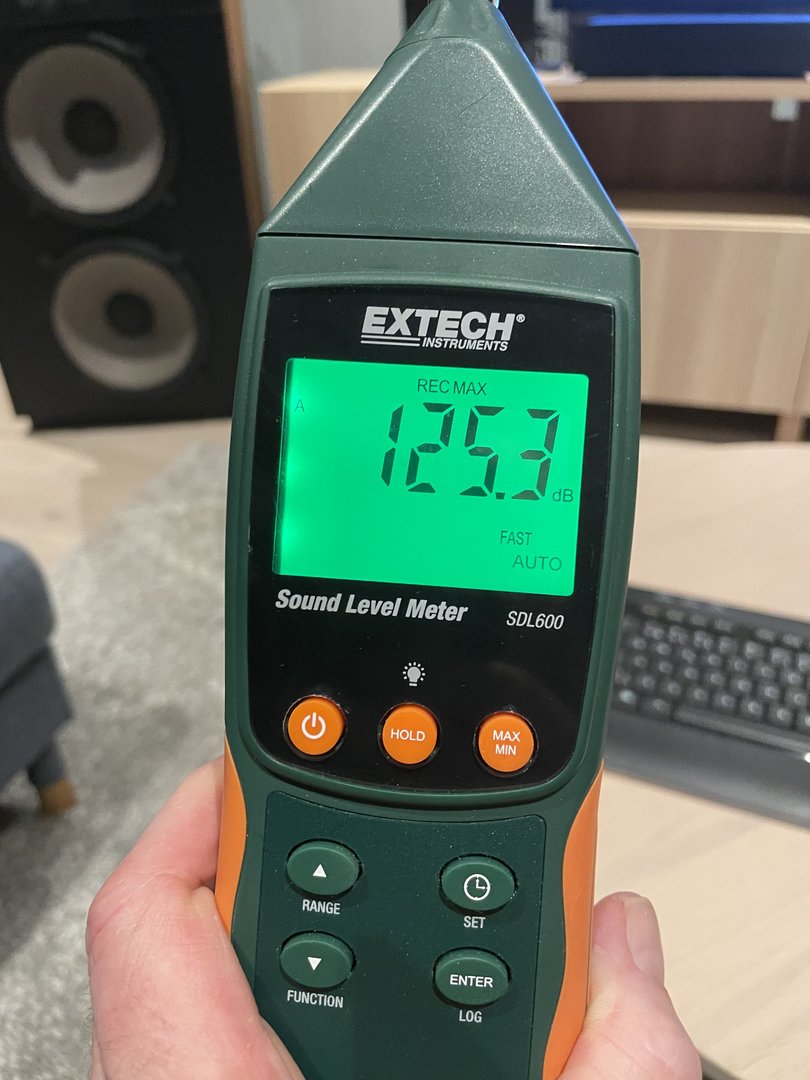 EXTECH®
INSTRUMENTS
REC MAX
A
125.3 dB
FAST
AUTO
Sound Level Meter SDL600
HOLD
MAX
MIN
RANGE
SET
ENTER
FUNCTION
LOG